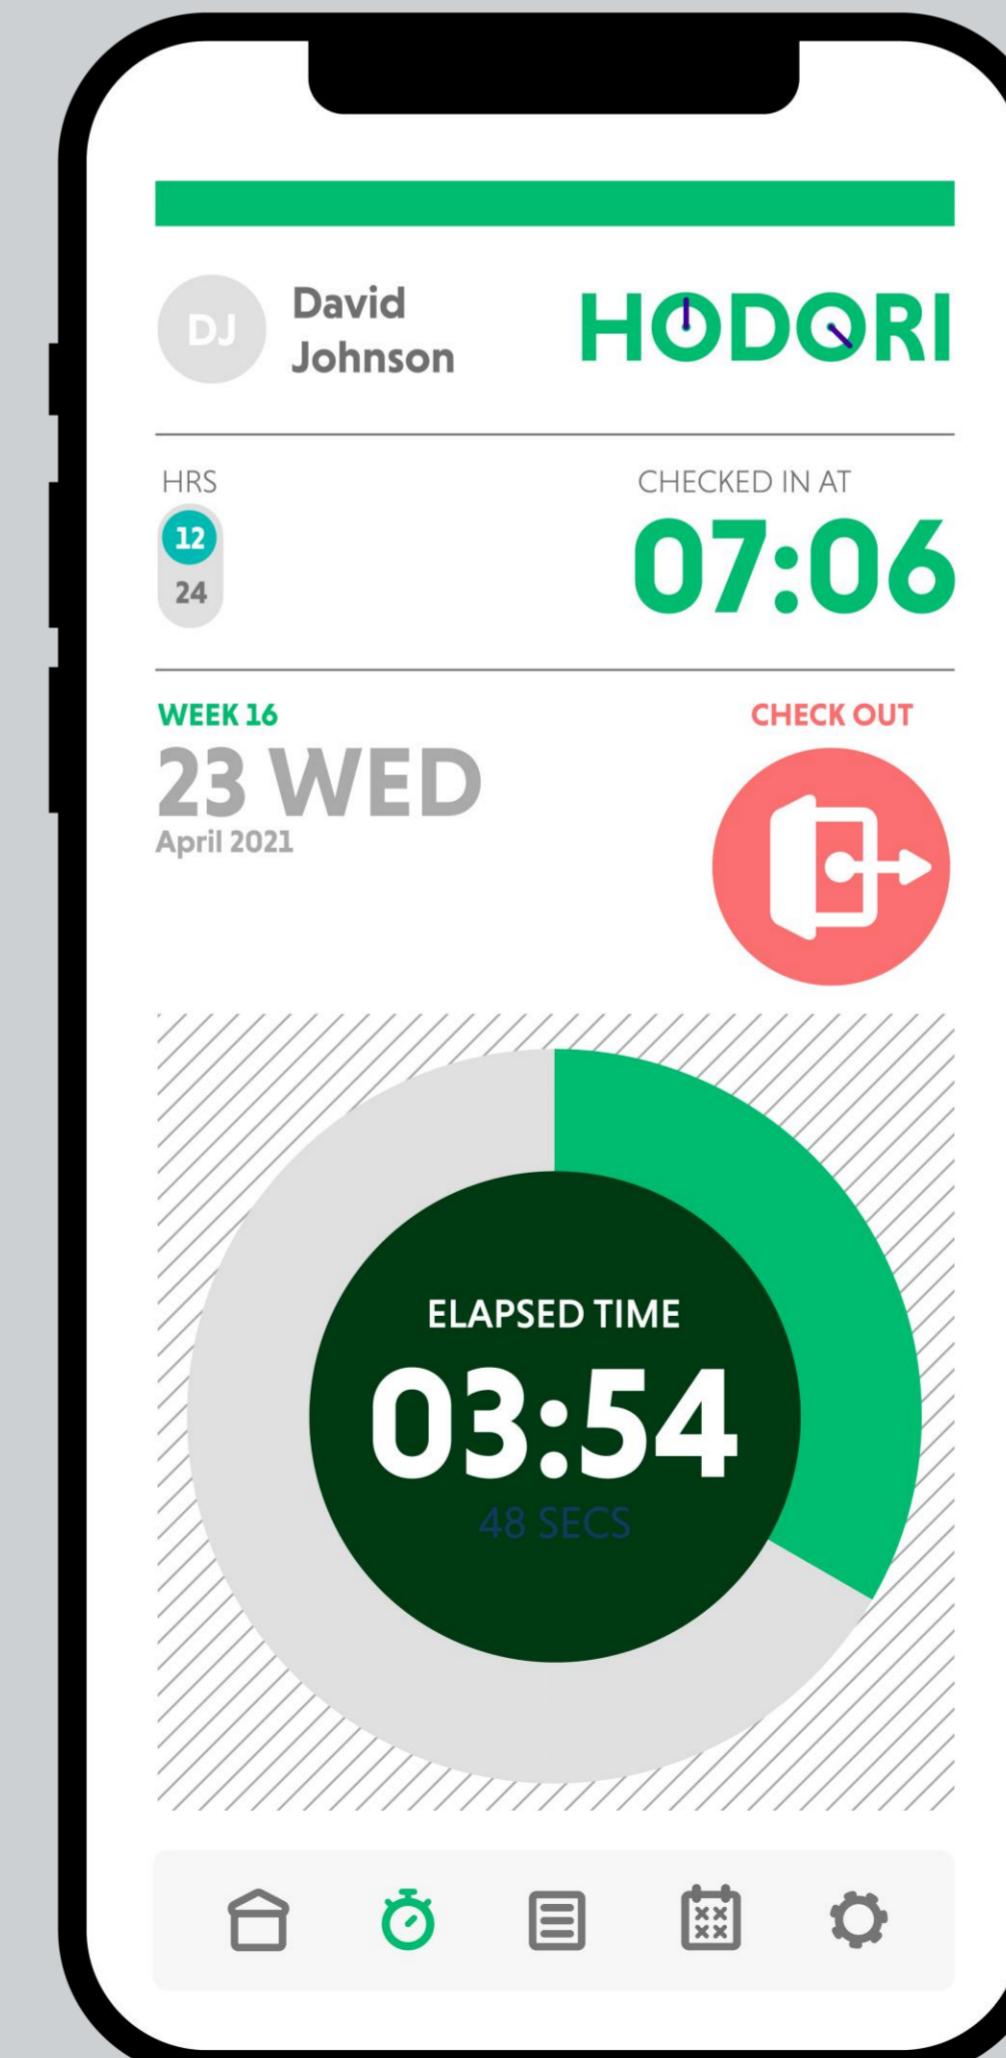 DJ
David
Johnson
HODORI
HRS
12
24
CHECKED IN AT
07:06
WEEK 16
23 WED
April 2021
CHECK OUT
ELAPSED TIME
03:54
48 SECS